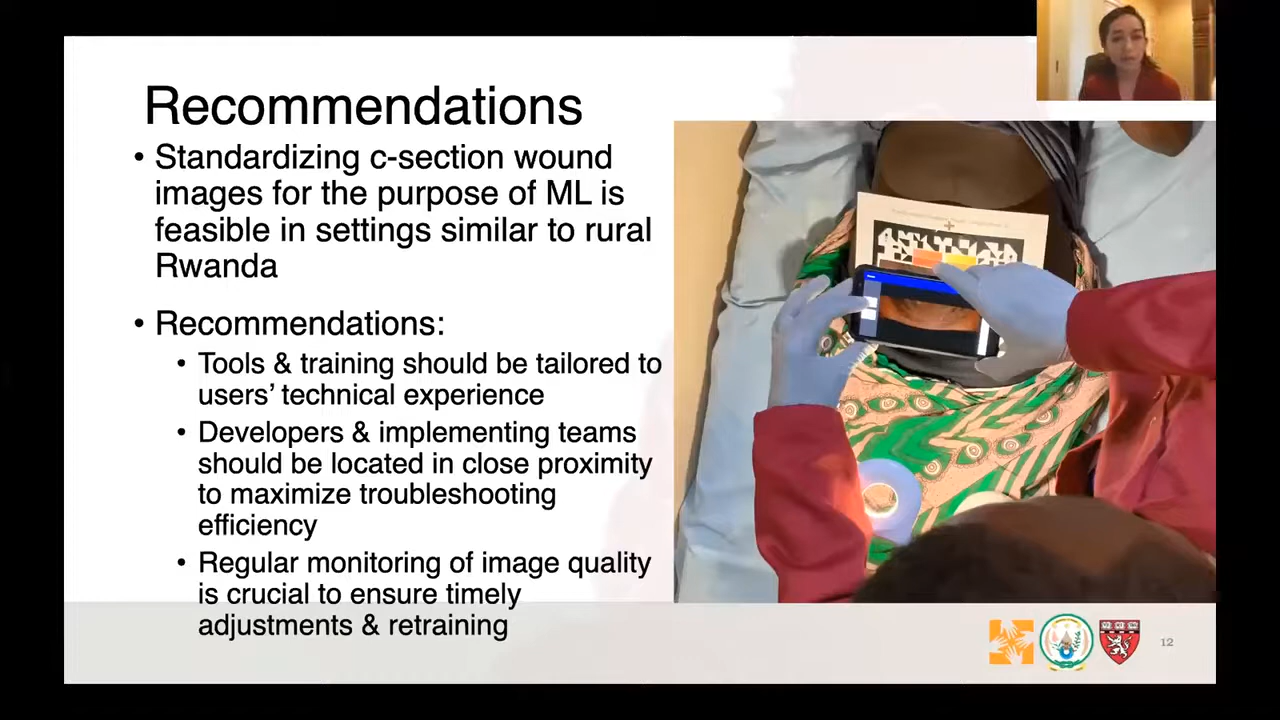 Recommendations
• Standardizing c-section wound
images for the purpose of ML is
feasible in settings similar to rural
Rwanda
• Recommendations:
• Tools & training should be tailored to
users’ technical experience
• Developers & implementing teams
should be located in close proximity
to maximize troubleshooting
efficiency
• Regular monitoring of image quality
is crucial to ensure timely
adjustments & retraining
12